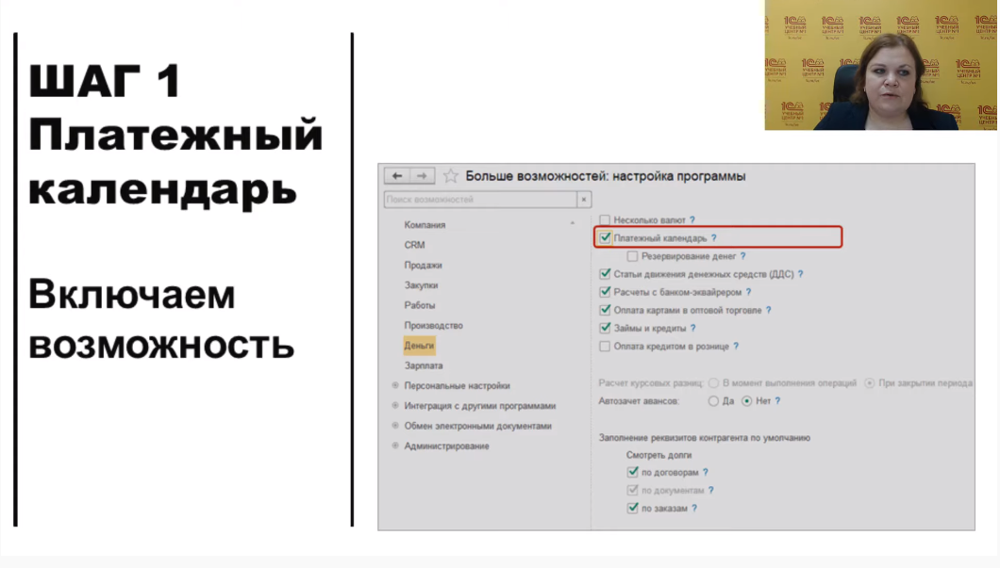 ШАГ 1
Платежный
календарь
Включаем
возможность
1С
УЧЕБНЫЙ
ЦЕНТР №1
Больше возможностей: настройка программы
Поиск возможностей ×
Компания
CRM
Продажи
Закупки
Работы
Производство
Деньги
Зарплата
Персональные настройки
Интеграция с другими программами
Обмен электронными документами
Администрирование
Несколько валют ?
Платежный календарь ?
Резервирование денег ?
Статьи движения денежных средств (ДДС) ?
Расчеты с банком-эквайрером ?
Оплата картами в оптовой торговле ?
Займы и кредиты ?
Оплата кредитом в рознице ?
Расчет курсовых разниц: В момент выполнения операций При закрытии периода
Автозачет авансов: Да Нет ?
Заполнение реквизитов контрагента по умолчанию
Смотреть долги
по договорам ?
по документам ?
по заказам ?